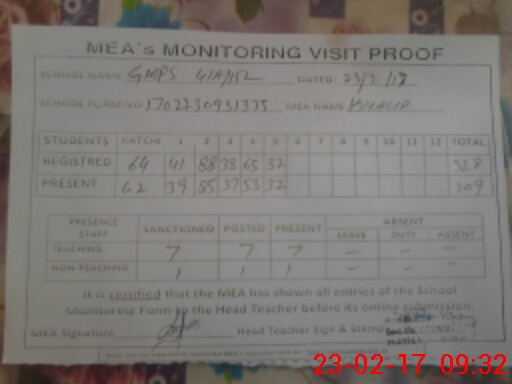 MEA's MONITORING VISIT PROOF
SCHOOL NAME GMPS DATED: 23/2/17
SCHOOL FORM NO 1702230931375 MEA NAME
STUDENTS KATCHI 1 2 3 4 5 6 7 8 9 10 11 12 TOTAL
REGISTRED 64 41 88 38 65 32 328
PRESENT 62 39 85 37 53 32 309
PRESENCE STAFF SANCTIONED POSTED PRESENT ABSENT
LEAVE DUTY ABSENT
TEACHING 7 7 7 - - -
NON-TEACHING 1 1 1 - - -
It is certified that the MEA has shown all entries of the School
Monitoring Form to the Head Teacher before its online submission.
MEA Signature Head Teacher Sign & Stamp
23-02-17 09:32